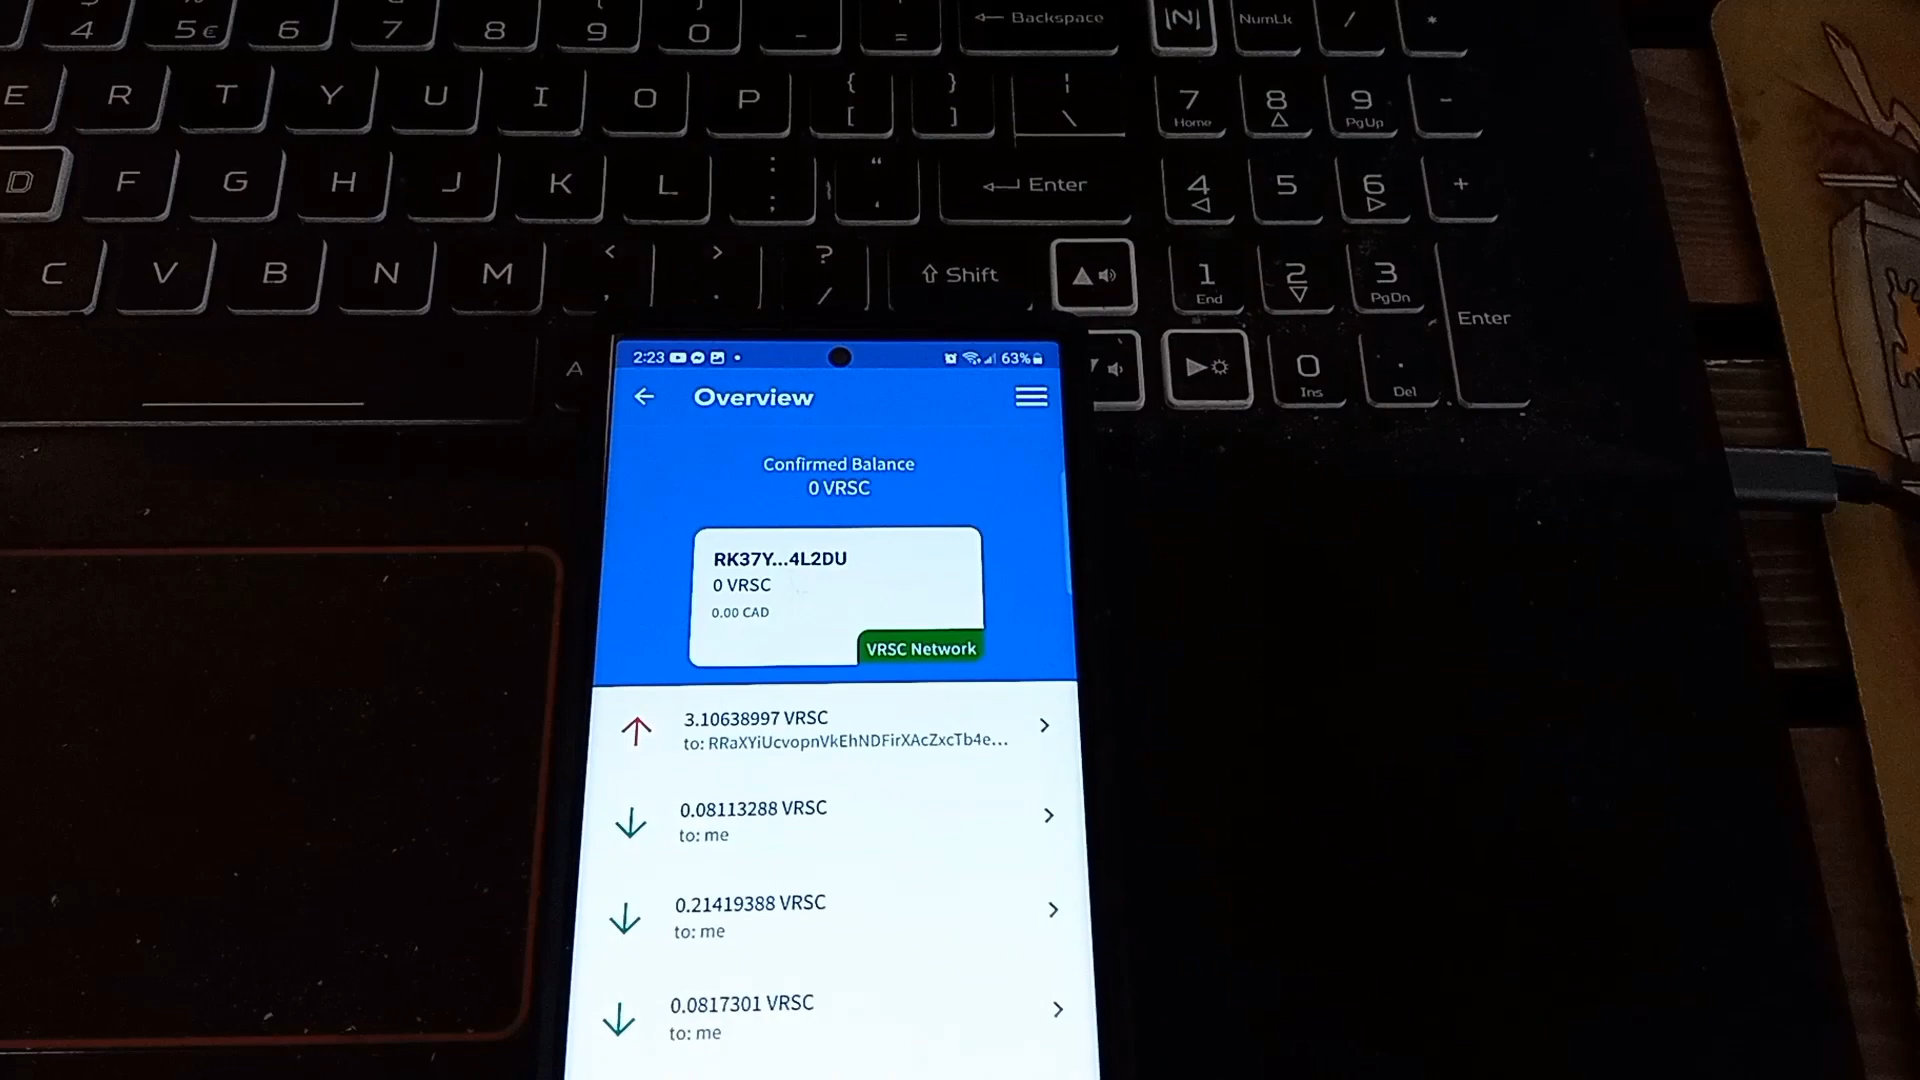 4 5€ 6 7 8 9 0 - = Backspace N NumLk / *
E R T Y U I O P { [ } ] ¦ \ 7 Home 8 9 PgUp -
D F G H J K L : ; “ ‘ Enter 4 5 6 +
C V B N M < , > . ? / Shift 1 End 2 3 PgDn Enter
A 0 Ins . Del
2:23 63%
Overview
Confirmed Balance
0 VRSC
RK37Y...4L2DU
0 VRSC
0.00 CAD
VRSC Network
3.10638997 VRSC
to: RRaXYiUcvopnVkEhNDFirXAcZxcTb4e...
0.08113288 VRSC
to: me
0.21419388 VRSC
to: me
0.0817301 VRSC
to: me